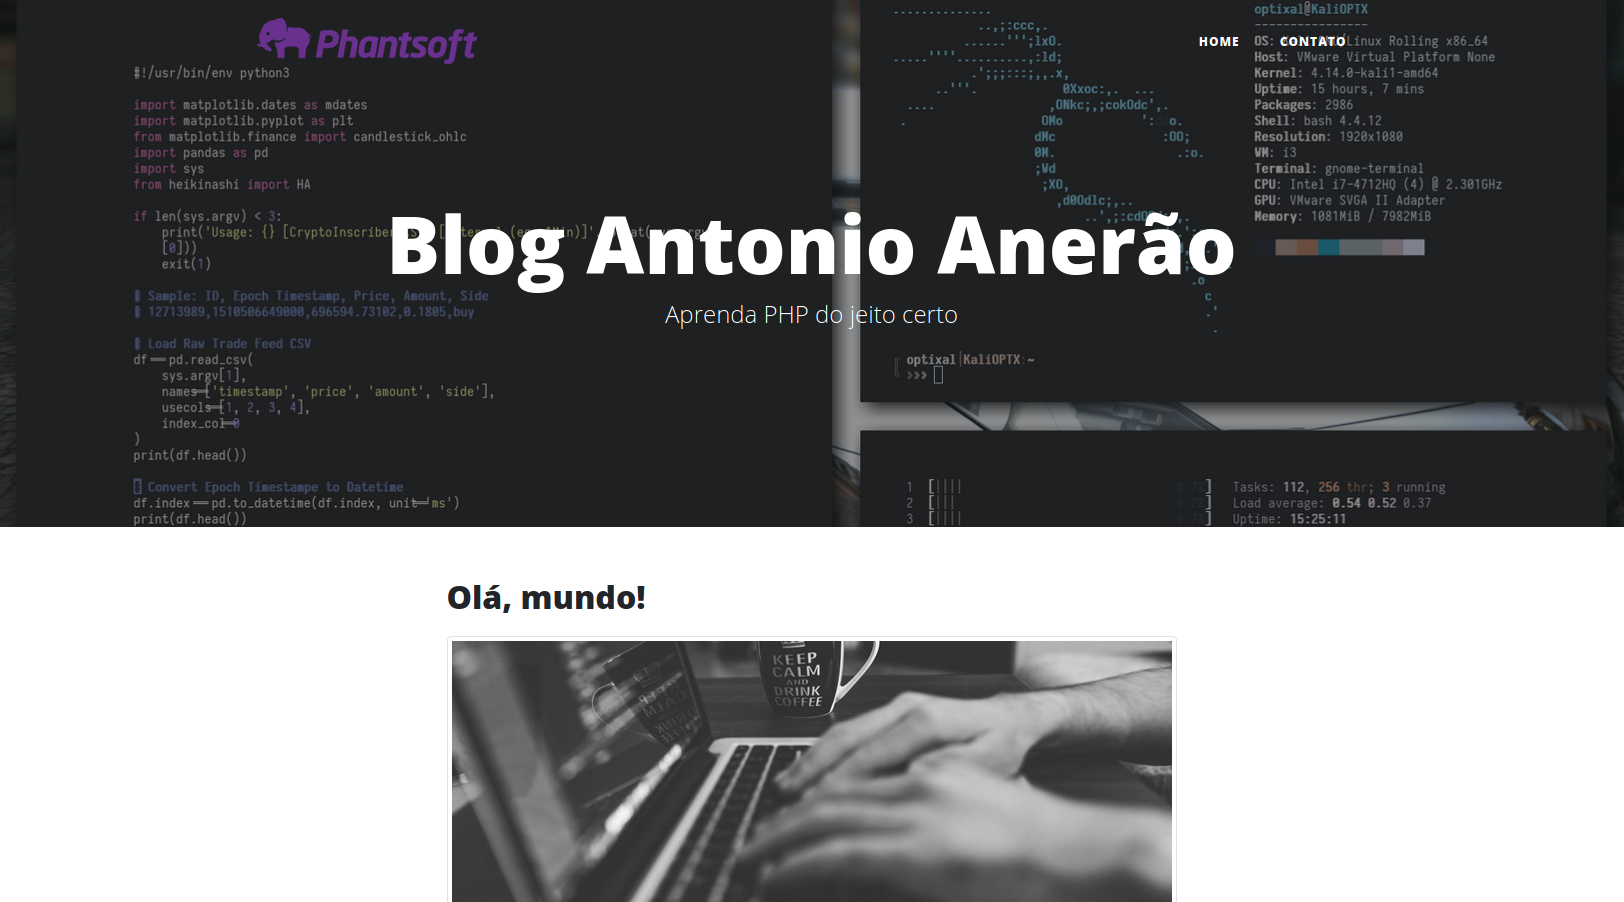 Phantsoft
HOME
CONTATO
#!/usr/bin/env python3
import matplotlib.dates as mdates
import matplotlib.pyplot as plt
from matplotlib.finance import candlestick_ohlc
import pandas as pd
import sys
from heikinashi import HA
if len(sys.argv) < 3:
print('Usage: {} [CryptoInscriber
[0]))
exit(1)
# Sample: ID, Epoch Timestamp, Price, Amount, Side
# 12713989,1510506649000,696594.73102,0.1805,buy
# Load Raw Trade Feed CSV
df = pd.read_csv(
sys.argv[1],
names=['timestamp', 'price', 'amount', 'side'],
usecols=[1, 2, 3, 4],
index_col=0
)
print(df.head())
Convert Epoch Timestampe to Datetime
df.index = pd.to_datetime(df.index, unit='ms')
print(df.head())
optixal@KaliOPTX
----------------
OS: Linux Rolling x86_64
Host: VMware Virtual Platform None
Kernel: 4.14.0-kali1-amd64
Uptime: 15 hours, 7 mins
Packages: 2986
Shell: bash 4.4.12
Resolution: 1920x1080
WM: i3
Terminal: gnome-terminal
CPU: Intel i7-4712HQ (4) @ 2.301GHz
GPU: VMware SVGA II Adapter
Memory: 1081MiB / 7982MiB
Blog Antonio Anerão
Aprenda PHP do jeito certo
optixal|KaliOPTX:~
>>>
1 [|||| ] Tasks: 112, 256 thr; 3 running
2 [||| ] Load average: 0.54 0.52 0.37
3 [|||| ] Uptime: 15:25:11
Olá, mundo!
KEEP
CALM
AND
DRINK
COFFEE